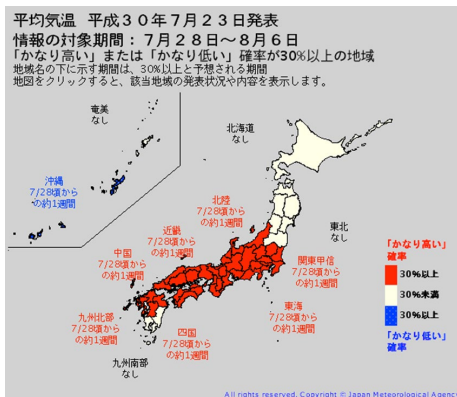 平均気温 平成３０年７月２３日発表
情報の対象期間：７月２８日～８月６日
「かなり高い」または「かなり低い」確率が30%以上の地域
地域名の下に示す期間は、30%以上と予想される期間
地図をクリックすると、該当地域の発表状況や内容を表示します。
奄美
なし
北海道
なし
沖縄
7/28頃から
の約1週間
北陸
7/28頃から
の約1週間
東北
なし
近畿
7/28頃から
の約1週間
中国
7/28頃から
の約1週間
関東甲信
7/28頃から
の約1週間
東海
7/28頃から
の約1週間
九州北部
7/28頃から
の約1週間
四国
7/28頃から
の約1週間
九州南部
なし
「かなり高い」
確率
30%以上
30%未満
30%以上
「かなり低い」
確率
All rights reserved. Copyright © Japan Meteorological Agency